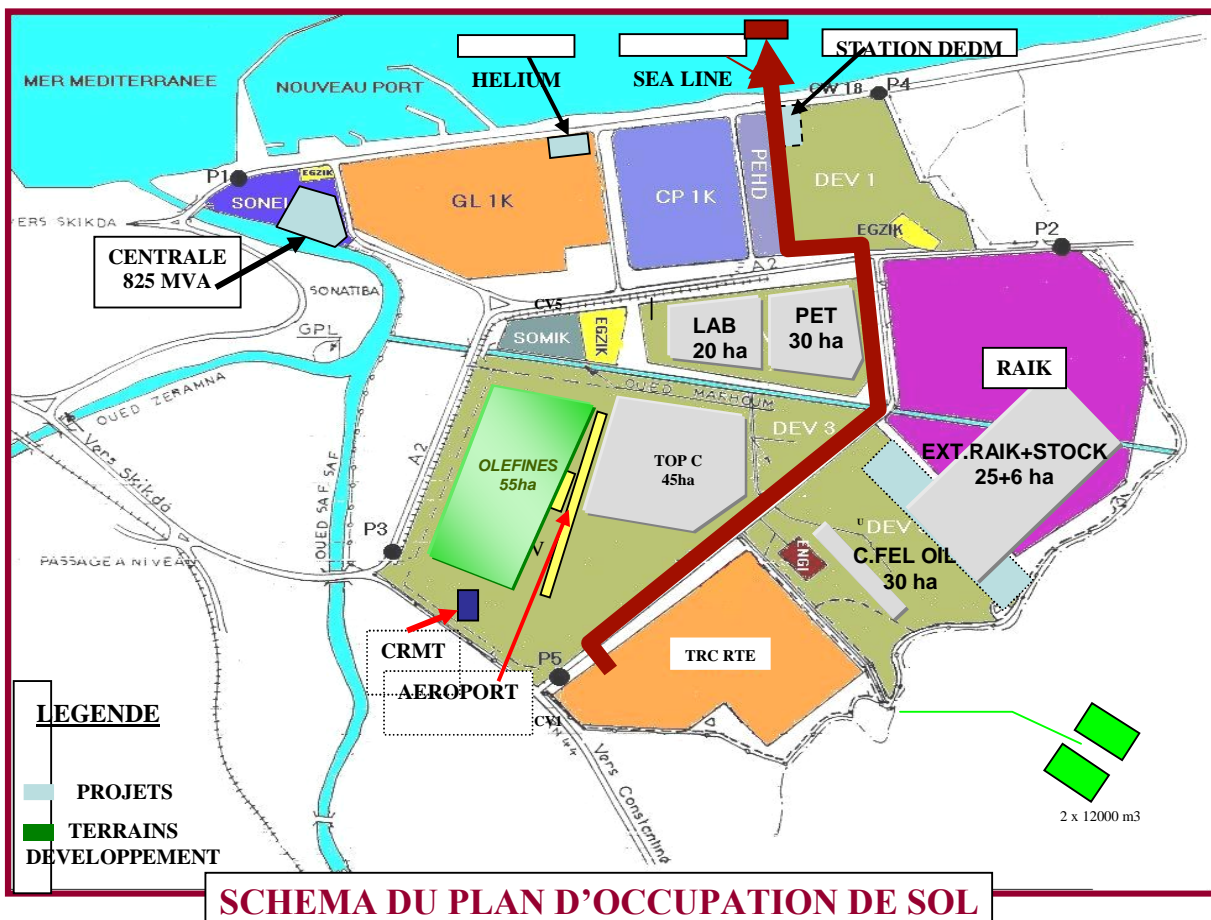 MER MEDITERRANEE
NOUVEAU PORT
HELIUM
SEA LINE
STATION DEDM
CW 18
P4
P1
EGZIK
SONEL
GL 1K
CP 1K
PEHD
DEV 1
EGZIK
P2
VERS SKIKDA
CENTRALE
825 MVA
SONATIBA
GPL
CV5
A 2
SOMIK
EGZIK
LAB
20 ha
PET
30 ha
RAIK
OUED ZERAMNA
OUED MAKHOUM
Vers Skikda
A 2
OUED SAF SAF
OLEFINES
55ha
TOP C
45ha
DEV 3
EXT.RAIK+STOCK
25+6 ha
U
DEV
ENGI
C.FEL OIL
30 ha
P3
V
PASSAGE A NIVEAU
CRMT
AEROPORT
P5
TRC RTE
CV1
N 44
Vers Constantine
LEGENDE
PROJETS
TERRAINS
DEVELOPPEMENT
2 x 12000 m3
SCHEMA DU PLAN D'OCCUPATION DE SOL